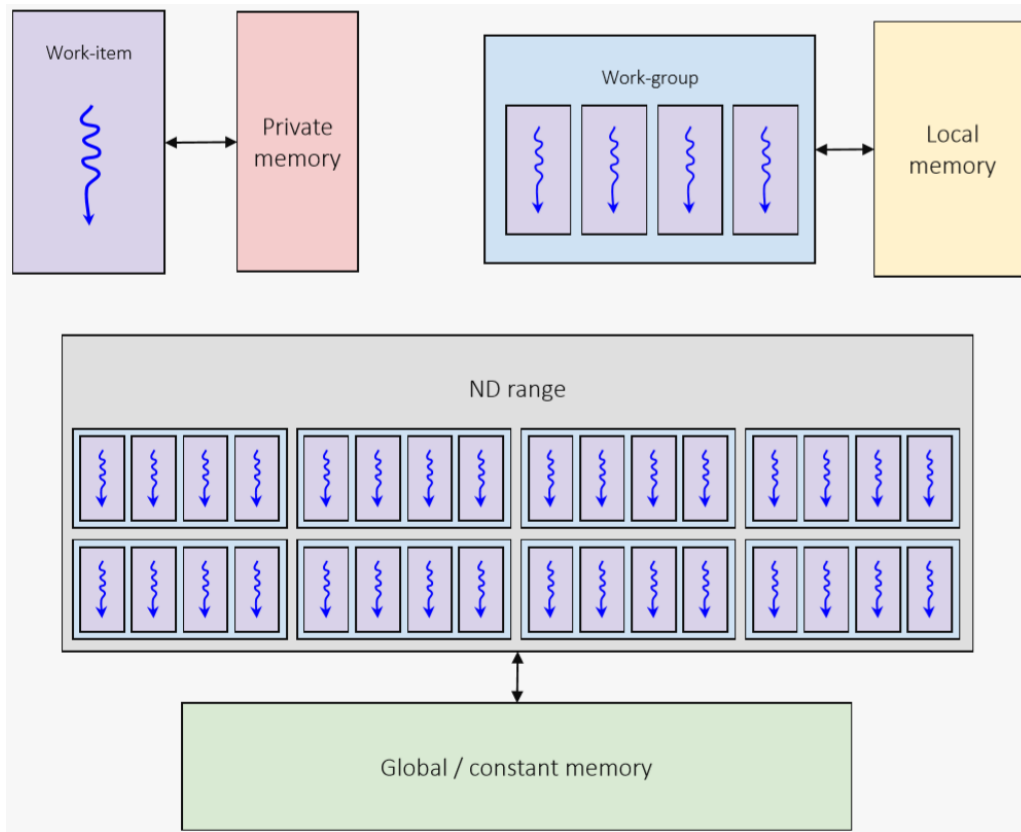 Work-item
Private
memory
Work-group
Local
memory
ND range
Global / constant memory